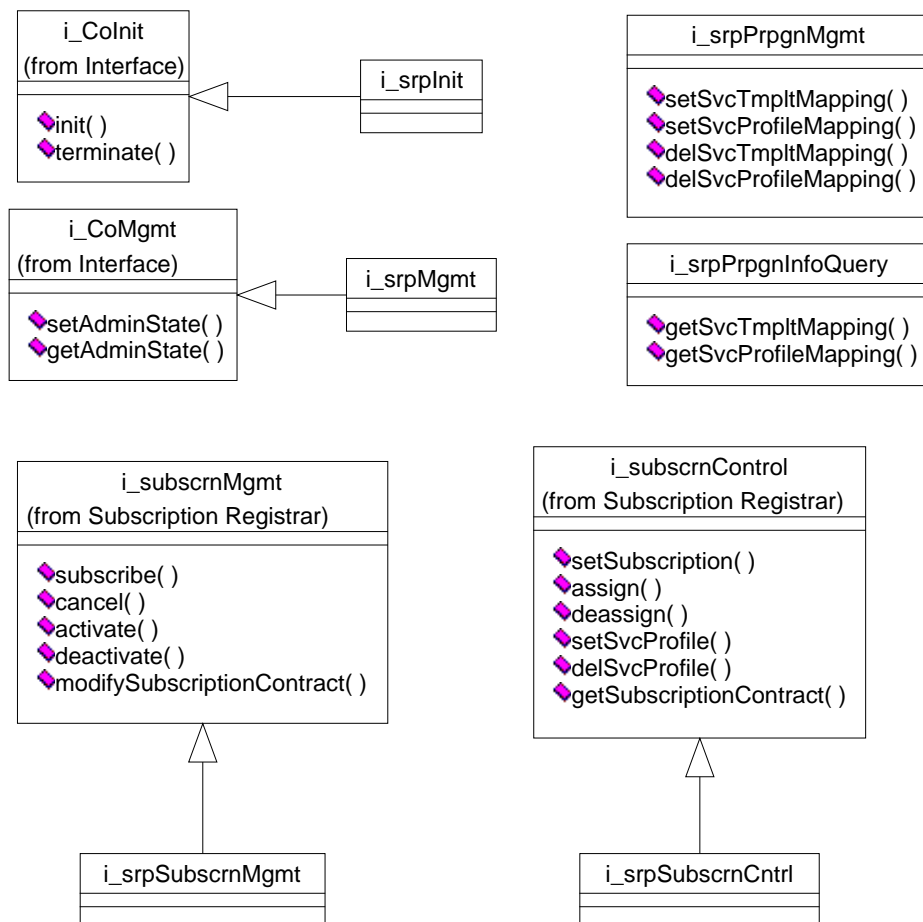 i_CoInit
(from Interface)
init( )
terminate( )
i_srpInit
i_srpPrpgnMgmt
setSvcTmpltMapping( )
setSvcProfileMapping( )
delSvcTmpltMapping( )
delSvcProfileMapping( )
i_CoMgmt
(from Interface)
setAdminState( )
getAdminState( )
i_srpMgmt
i_srpPrpgnInfoQuery
getSvcTmpltMapping( )
getSvcProfileMapping( )
i_subscrnMgmt
(from Subscription Registrar)
subscribe( )
cancel( )
activate( )
deactivate( )
modifySubscriptionContract( )
i_subscrnControl
(from Subscription Registrar)
setSubscription( )
assign( )
deassign( )
setSvcProfile( )
delSvcProfile( )
getSubscriptionContract( )
i_srpSubscrnMgmt
i_srpSubscrnCntrl